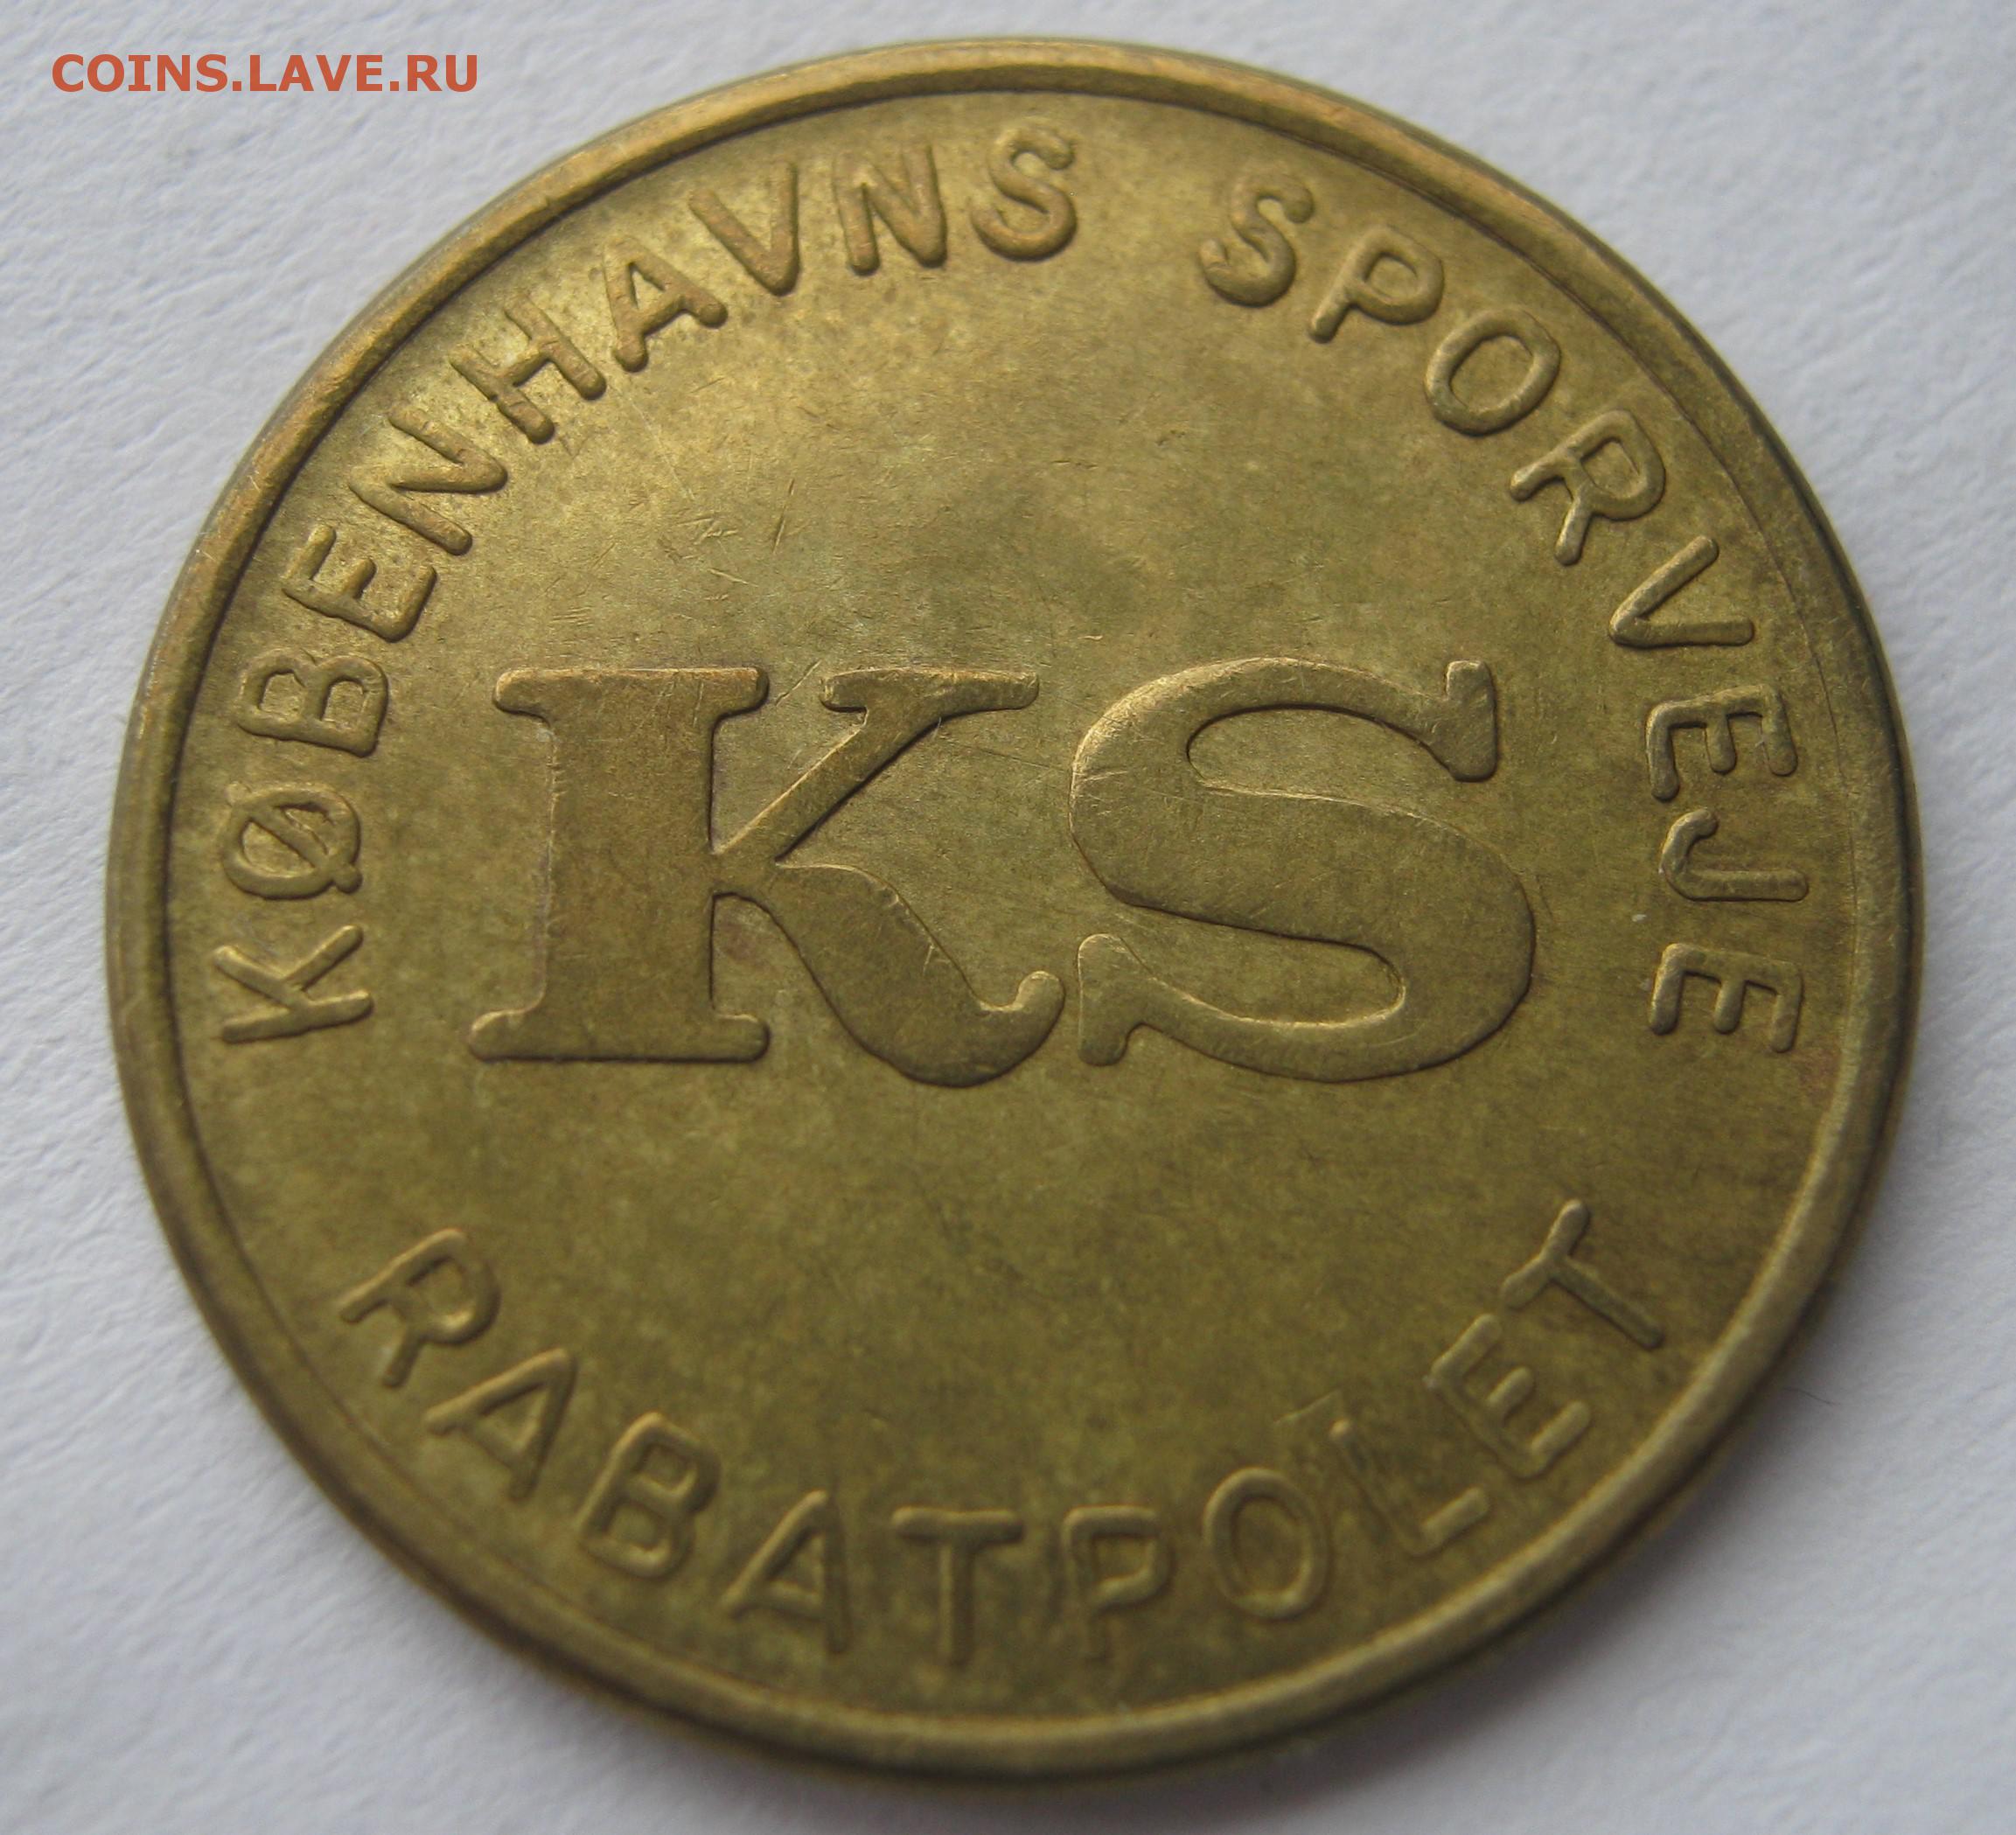 COINS.LAVE.RU
KØBENHAVNS SPORVEJE
KS
RABATPOLET